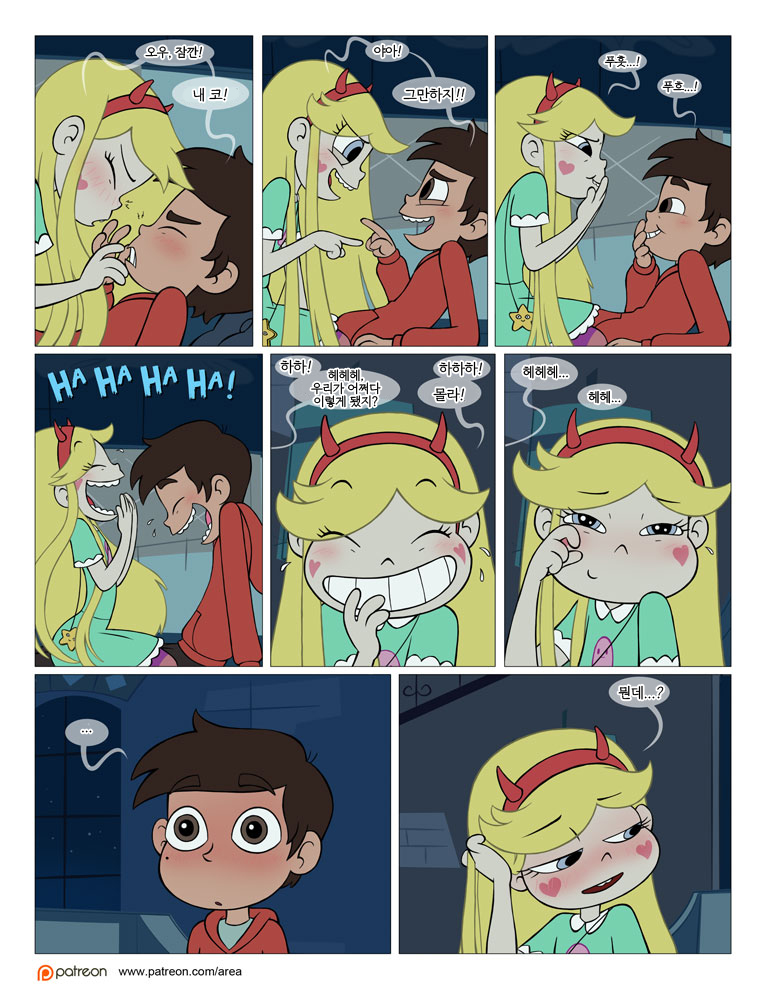 오우, 잠깐!
내 코!
야아!
그만하지!!
푸훗...!
푸흐...!
HA HA HA HA!
하하!
헤헤헤,
우리가 어쩌다
이렇게 됐지?
하하하!
몰라!
헤헤헤...
헤헤...
...
뭔데...?
patreon www.patreon.com/area